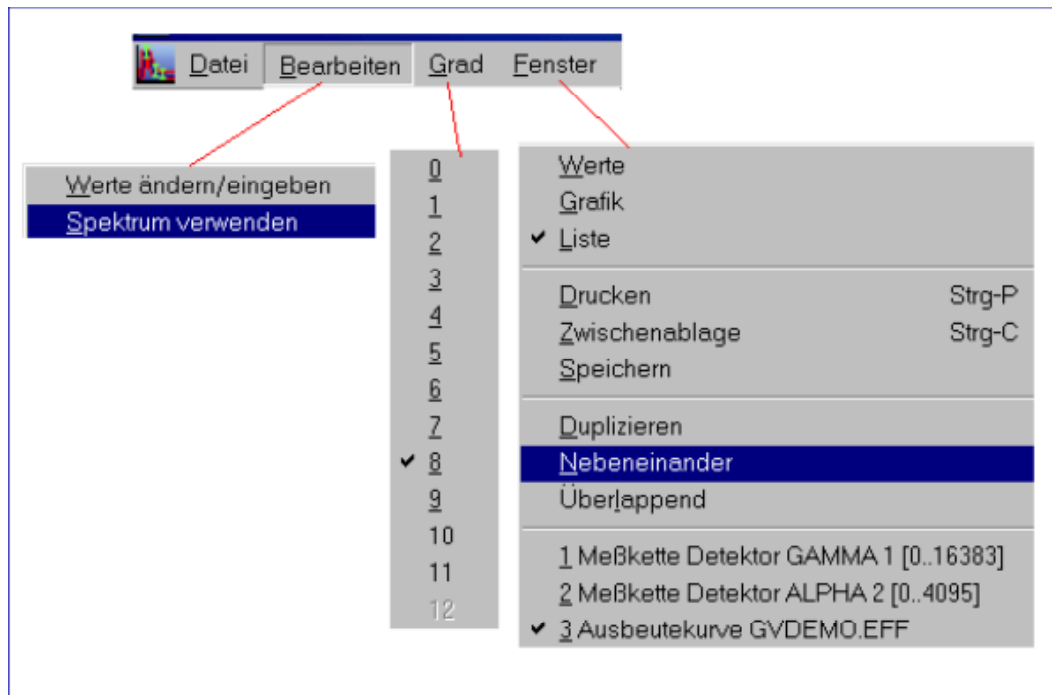 Datei Bearbeiten Grad Fenster
Werte ändern/eingeben
Spektrum verwenden
0
1
2
3
4
5
6
7
8
9
10
11
12
Werte
Grafik
Liste
Drucken Strg-P
Zwischenablage Strg-C
Speichern
Duplizieren
Nebeneinander
Überlappend
1 Meßkette Detektor GAMMA 1 [0..16383]
2 Meßkette Detektor ALPHA 2 [0..4095]
3 Ausbeutekurve GVDEMO.EFF